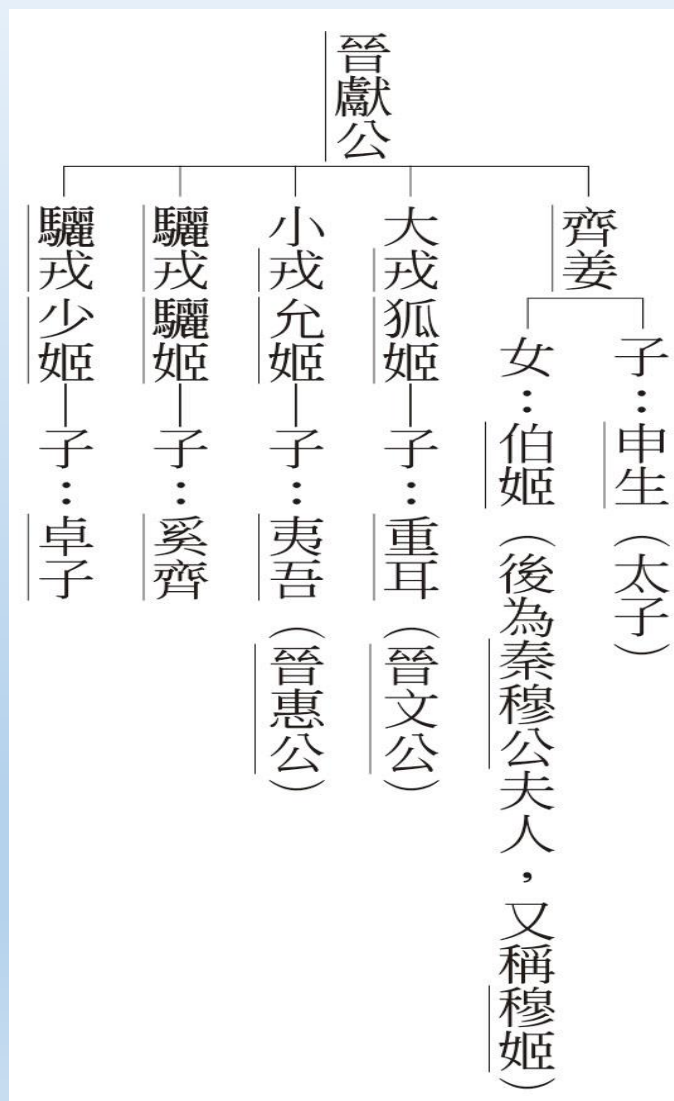 晉獻公
齊姜
子：申生（太子）
女：伯姬（後為秦穆公夫人，又稱穆姬）
大戎狐姬—子：重耳（晉文公）
小戎允姬—子：夷吾（晉惠公）
驪戎驪姬—子：奚齊
驪戎少姬—子：卓子